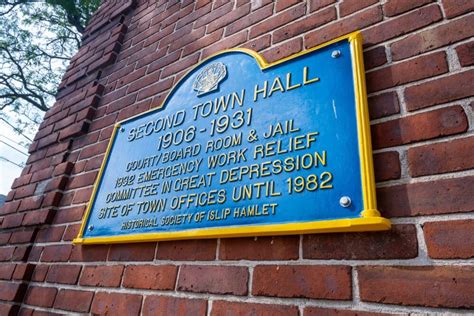 SECOND TOWN HALL
1906-1931
COURT/BOARD ROOM & JAIL
1932 EMERGENCY WORK RELIEF
COMMITTEE IN GREAT DEPRESSION
SITE OF TOWN OFFICES UNTIL 1982
HISTORICAL SOCIETY OF ISLIP HAMLET